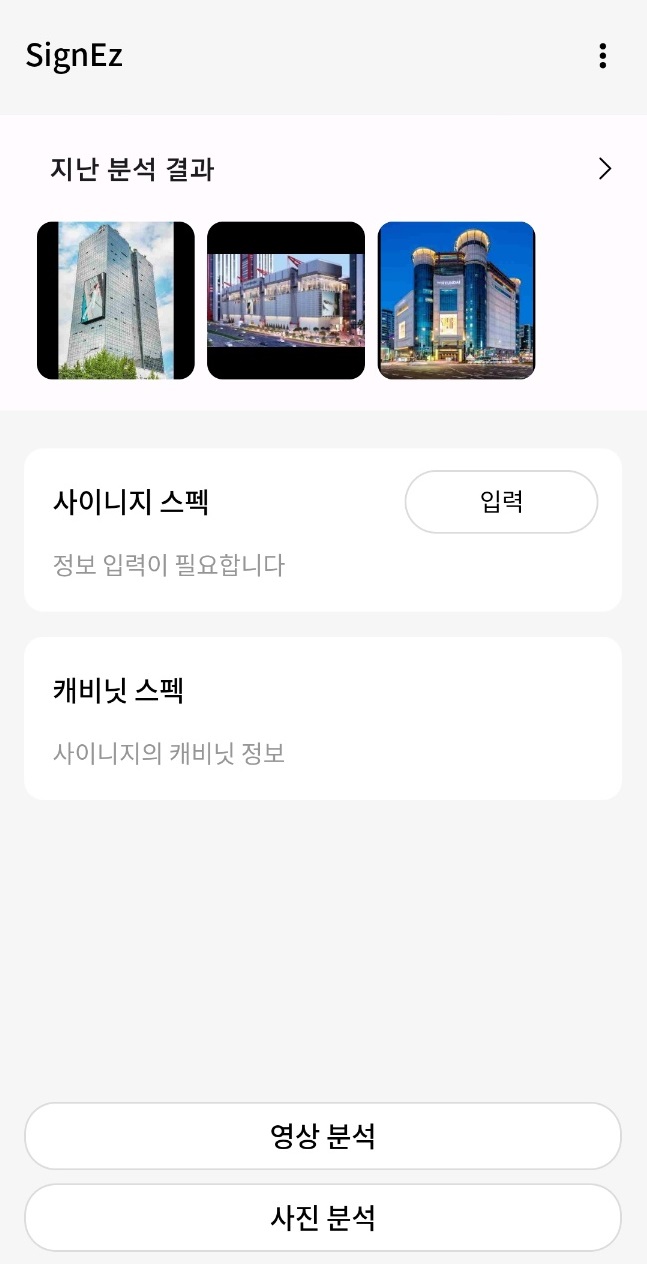 SignEz
지난 분석 결과
사이니지 스펙
입력
정보 입력이 필요합니다
캐비닛 스펙
사이니지의 캐비닛 정보
영상 분석
사진 분석